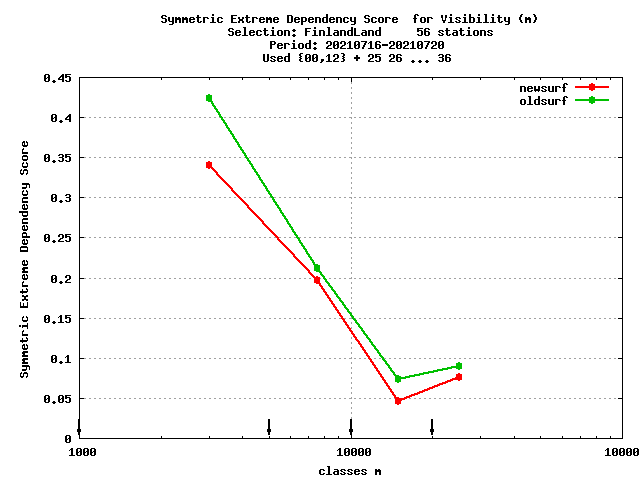 Symmetric Extreme Dependency Score for Visibility (m)
Selection: FinlandLand 56 stations
Period: 20210716-20210720
Used {00,12} + 25 26 ... 36
newsurf
oldsurf
Symmetric Extreme Dependency Score
0.45
0.4
0.35
0.3
0.25
0.2
0.15
0.1
0.05
0
1000
10000
10000
classes m